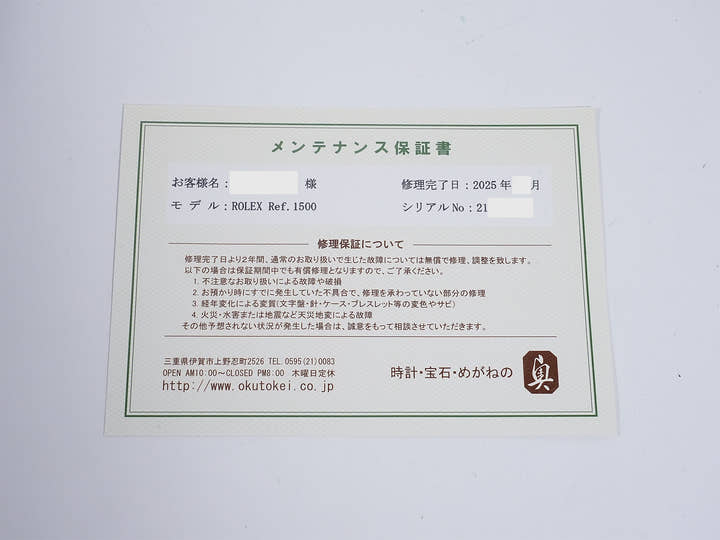 メンテナンス保証書
お客様名: 様 修理完了日:2025年 月
モデル:ROLEX Ref.1500 シリアルNo:21
修理保証について
修理完了日より2年間、通常のお取り扱いで生じた故障については無償で修理、調整を致します。
以下の場合は保証期間中でも有償修理となりますので、ご了承ください。
1. 不注意なお取り扱いによる故障や破損
2. お預かり時にすでに発生していた不具合で、修理を承わっていない部分の修理
3. 経年変化による変質(文字盤・針・ケース・ブレスレット等の変色やサビ)
4. 火災・水害または地震など天災地変による故障
その他予想されない状況が発生した場合は、誠意をもって相談させていただきます。
三重県伊賀市上野忍町2526 TEL.0595(21)0083
OPEN AM10:00～CLOSED PM8:00 木曜日定休
http://www.okutokei.co.jp
時計・宝石・めがねの 奥